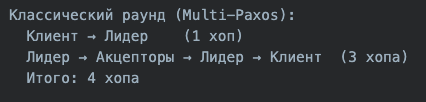 Классический раунд (Multi-Paxos):
Клиент → Лидер (1 хоп)
Лидер → Акцепторы → Лидер → Клиент (3 хопа)
Итого: 4 хопа